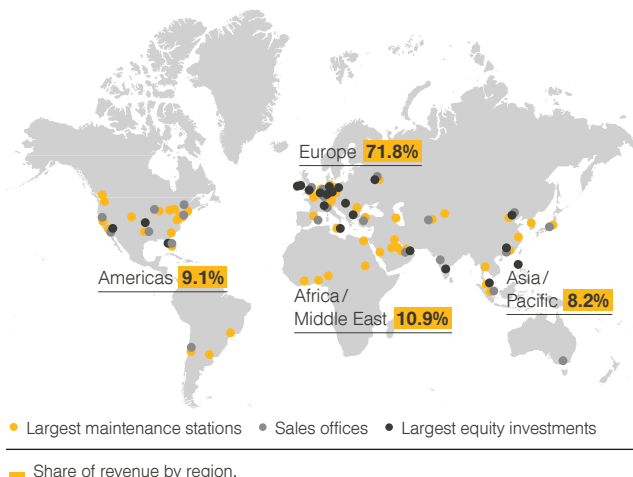 Europe 71.8%
Americas 9.1%
Africa/
Middle East 10.9%
Asia/
Pacific 8.2%
Largest maintenance stations Sales offices Largest equity investments
Share of revenue by region.